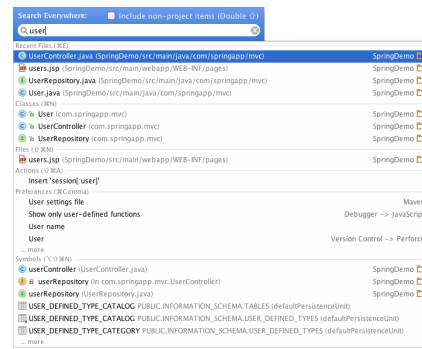 Search Everywhere: Include non-project items (Double ⇧)
user
Recent Files (⌘E)
UserController.java (SpringDemo/src/main/java/com/springapp/mvc) SpringDemo
users.jsp (SpringDemo/src/main/webapp/WEB-INF/pages) SpringDemo
UserRepository.java (SpringDemo/src/main/java/com/springapp/mvc) SpringDemo
User.java (SpringDemo/src/main/java/com/springapp/mvc) SpringDemo
Classes (⌘N)
User (com.springapp.mvc) SpringDemo
UserController (com.springapp.mvc) SpringDemo
UserRepository (com.springapp.mvc) SpringDemo
Files (⇧⌘N)
users.jsp (SpringDemo/src/main/webapp/WEB-INF/pages) SpringDemo
Actions (⇧⌘A)
Insert 'session[:user]'
Preferences (⌘Comma)
User settings file Mave
Show only user-defined functions Debugger -> JavaScrip
User name
User Version Control -> Perforc
... more
Symbols (⌥⇧⌘N)
userController (UserController.java) SpringDemo
userRepository (in com.springapp.mvc.UserController) SpringDemo
userRepository (UserRepository.java) SpringDemo
USER_DEFINED_TYPE_CATALOG PUBLIC.INFORMATION_SCHEMA.TABLES (defaultPersistenceUnit)
USER_DEFINED_TYPE_CATALOG PUBLIC.INFORMATION_SCHEMA.USER_DEFINED_TYPES (defaultPersistenceUnit)
USER_DEFINED_TYPE_CATEGORY PUBLIC.INFORMATION_SCHEMA.USER_DEFINED_TYPES (defaultPersistenceUnit)
... more